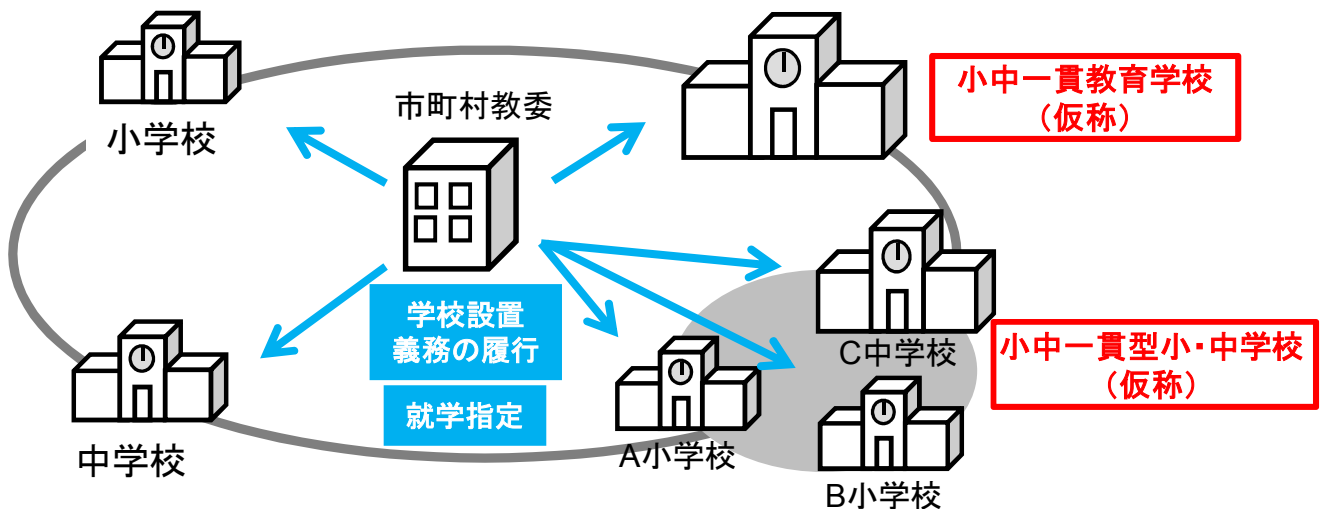 小学校
市町村教委
小中一貫教育学校
（仮称）
学校設置
義務の履行
就学指定
中学校
A小学校
C中学校
B小学校
小中一貫型小・中学校
（仮称）